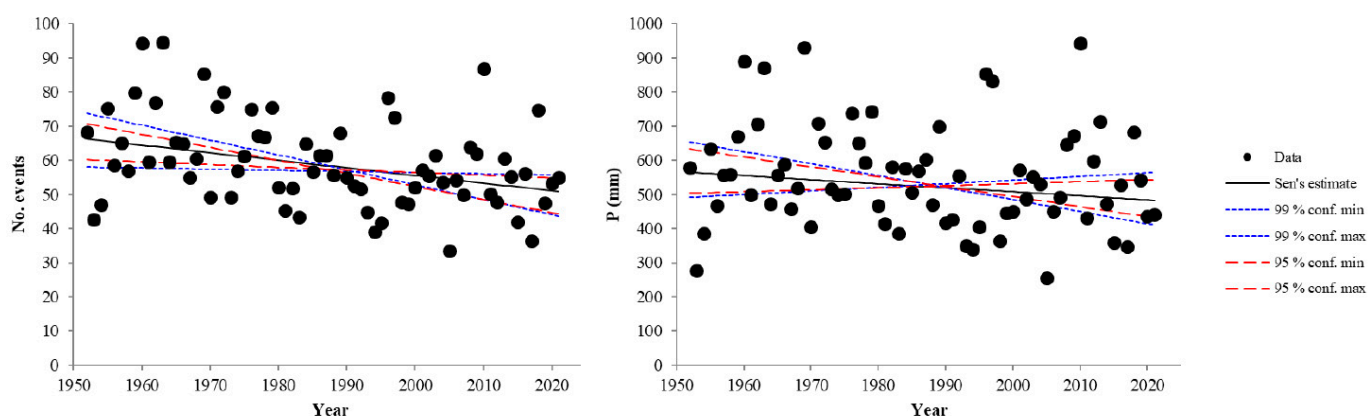 100
90
80
70
60
50
40
30
20
10
0
No. events
1950 1960 1970 1980 1990 2000 2010 2020
Year
1000
900
800
700
600
500
400
300
200
100
0
P (mm)
1950 1960 1970 1980 1990 2000 2010 2020
Year
Data
Sen's estimate
99 % conf. min
99 % conf. max
95 % conf. min
95 % conf. max